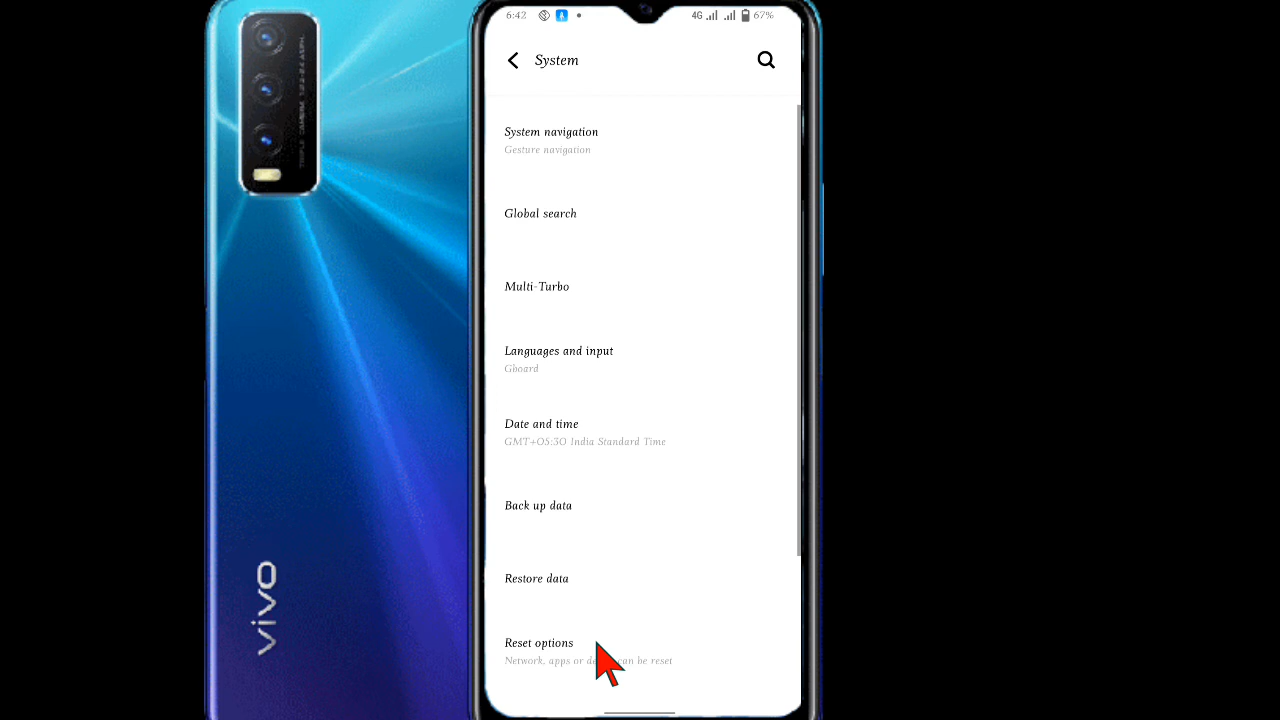 6:42
4G
67%
System
System navigation
Gesture navigation
Global search
Multi-Turbo
Languages and input
Gboard
Date and time
GMT+05:30 India Standard Time
Back up data
Restore data
Reset options
Network, apps or de can be reset
vivo